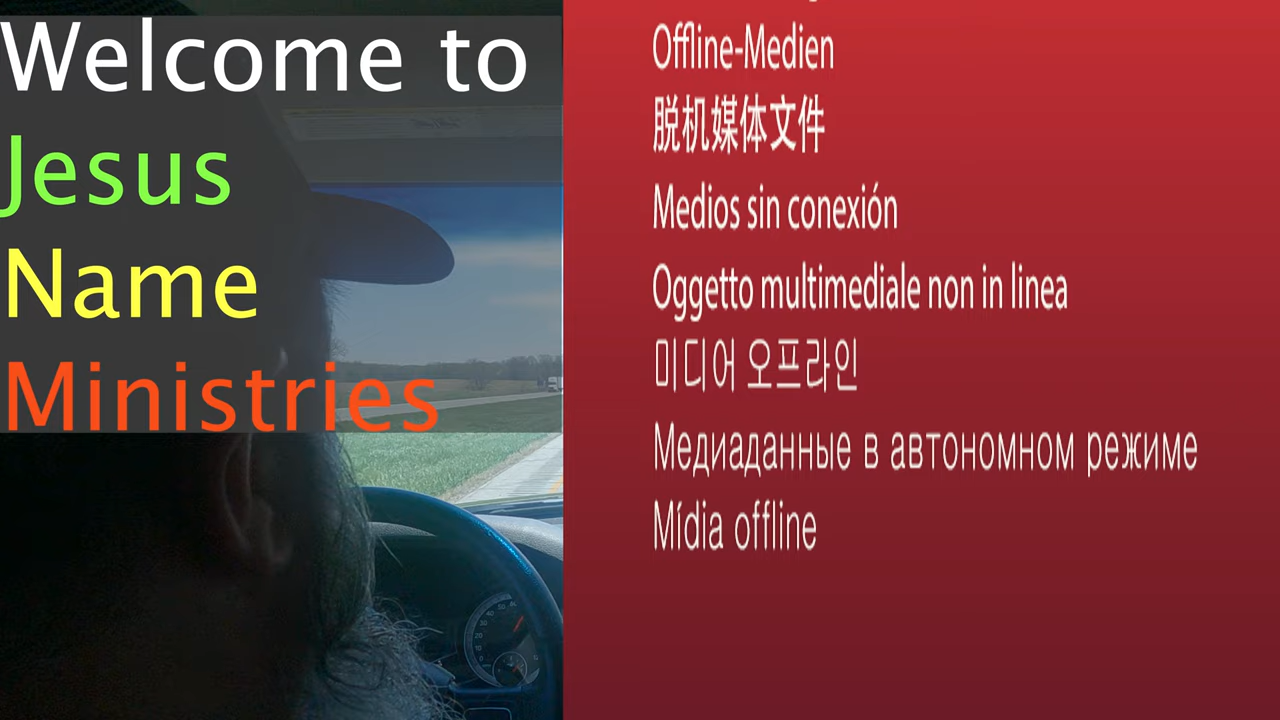 Welcome to
Jesus
Name
Ministries
Offline-Medien
脱机媒体文件
Medios sin conexión
Oggetto multimediale non in linea
미디어 오프라인
Медиаданные в автономном режиме
Mídia offline